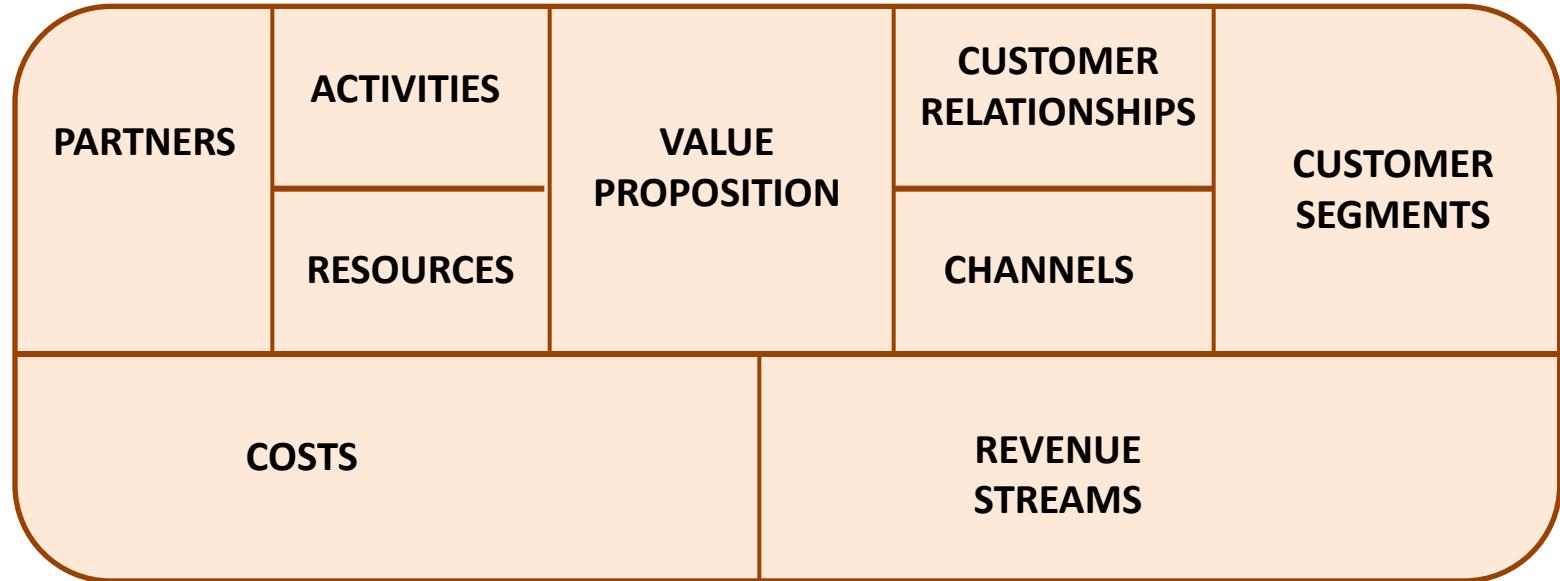 PARTNERS
ACTIVITIES
RESOURCES
VALUE
PROPOSITION
CUSTOMER
RELATIONSHIPS
CHANNELS
CUSTOMER
SEGMENTS
COSTS
REVENUE
STREAMS